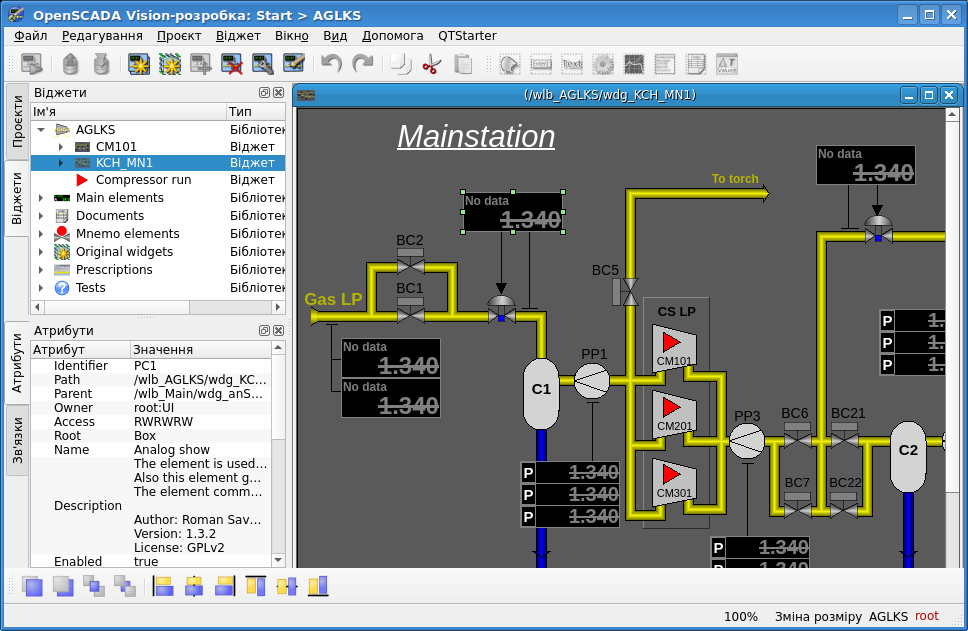 OpenSCADA Vision-розробка: Start > AGLKS
Файл Редагування Проєкт Віджет Вікно Вид Допомога QTStarter
Проєкти
Віджети
Атрибути
Зв'язки
Віджети
Ім'я Тип
AGLKS Бібліотек
CM101 Віджет
KCH_MN1 Віджет
Compressor run Віджет
Main elements Бібліотек
Documents Бібліотек
Mnemo elements Бібліотек
Original widgets Бібліотек
Prescriptions Бібліотек
Tests Бібліотек
Атрибути
Атрибут Значення
Identifier PC1
Path /wlb_AGLKS/wdg_KC...
Parent /wlb_Main/wdg_anS...
Owner root:UI
Access RWRWRW
Root Box
Name Analog show
The element is used...
Also this element g...
The element comm...
Description
Author: Roman Sav...
Version: 1.3.2
License: GPLv2
Enabled true
(/wlb_AGLKS/wdg_KCH_MN1)
Mainstation
No data
1.340
To torch
No data
1.340
BC2
BC1
Gas LP
BC5
CS LP
No data
1.340
No data
1.340
C1
PP1
CM101
CM201
CM301
P 1.340
P 1.340
P 1.340
PP3
BC6
BC21
BC7
BC22
C2
P 1.
P 1.
P 1.
P 1.340
P 1.340
100% Зміна розміру AGLKS root